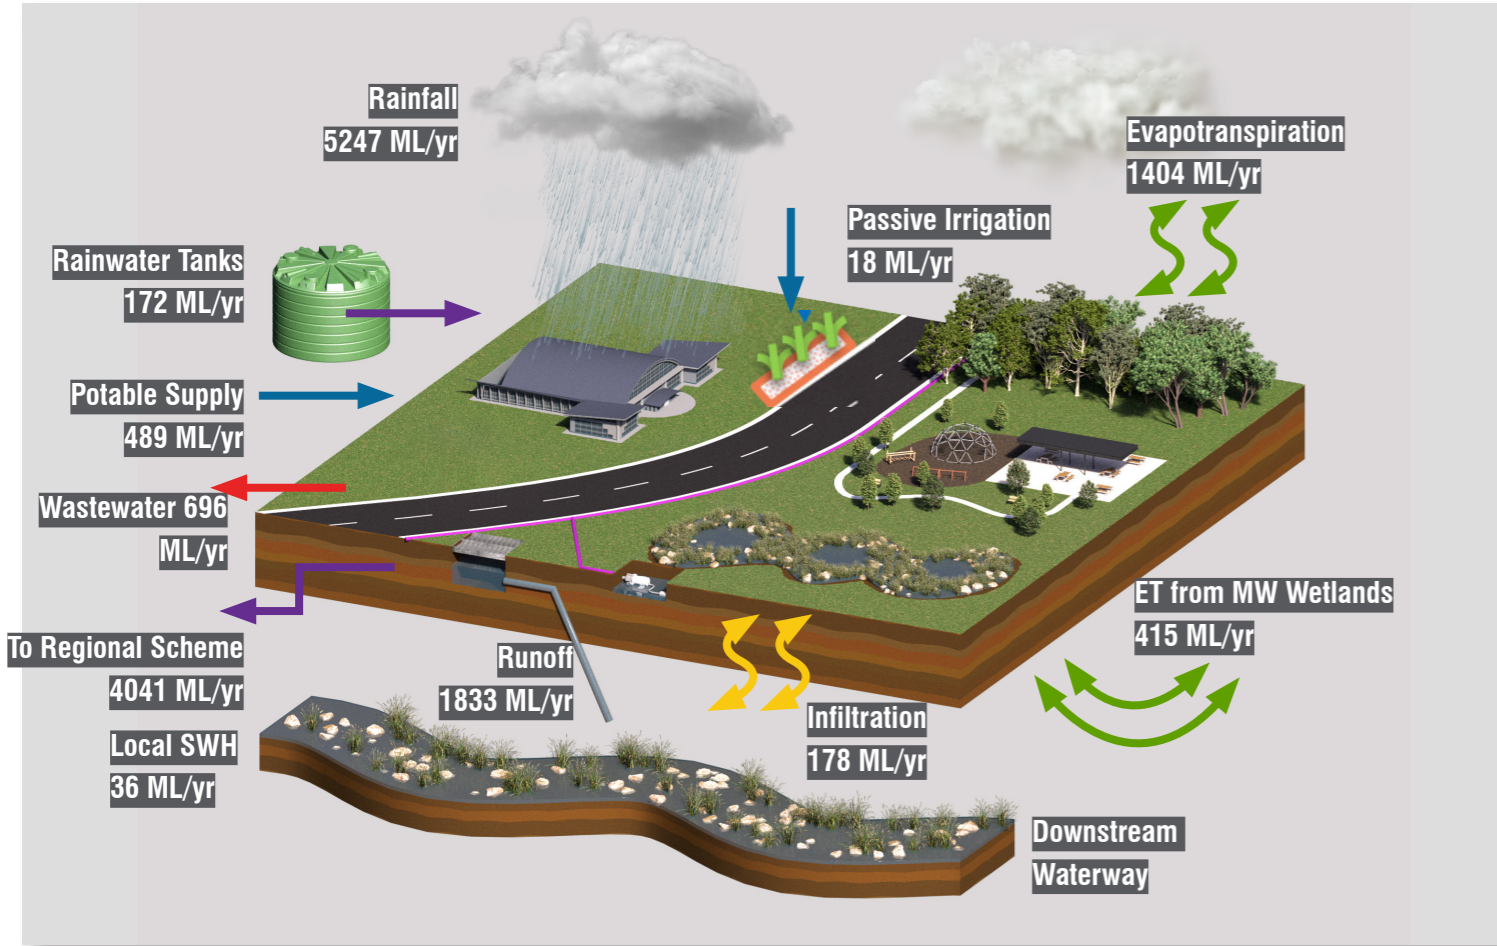 Rainfall
5247 ML/yr
Evapotranspiration
1404 ML/yr
Passive Irrigation
18 ML/yr
Rainwater Tanks
172 ML/yr
Potable Supply
489 ML/yr
Wastewater 696
ML/yr
To Regional Scheme
4041 ML/yr
Local SWH
36 ML/yr
Runoff
1833 ML/yr
Infiltration
178 ML/yr
ET from MW Wetlands
415 ML/yr
Downstream
Waterway